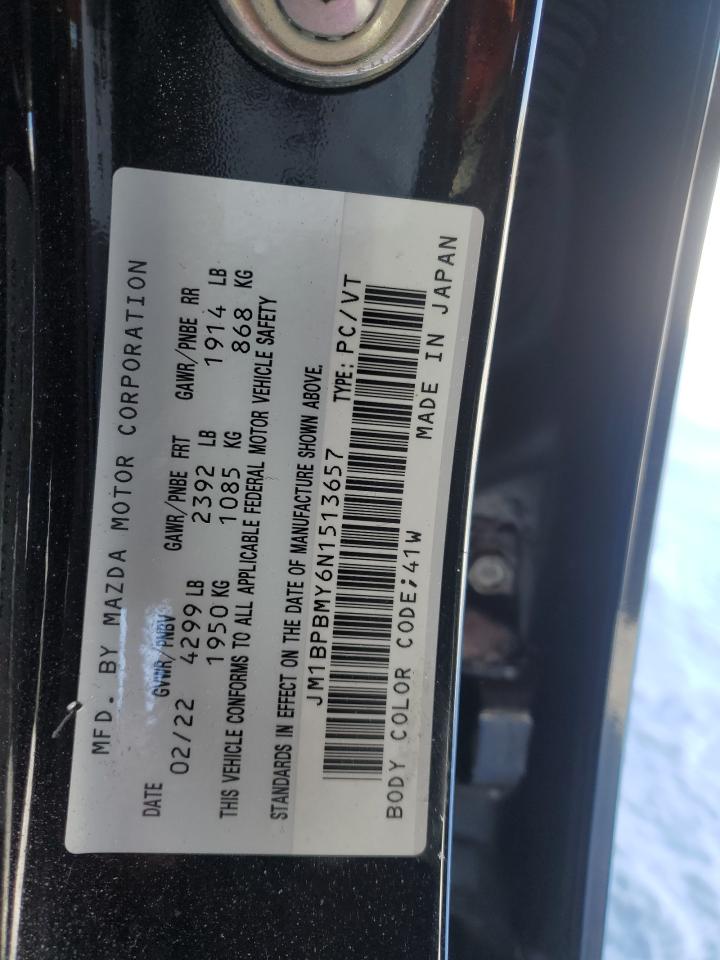 MFD. BY MAZDA MOTOR CORPORATION
DATE GVWR/PNBV GAWR/PNBE FRT GAWR/PNBE RR
02/22 4299 LB 2392 LB 1914 LB
1950 KG 1085 KG 868 KG
THIS VEHICLE CONFORMS TO ALL APPLICABLE FEDERAL MOTOR VEHICLE SAFETY
STANDARDS IN EFFECT ON THE DATE OF MANUFACTURE SHOWN ABOVE.
JM1BPBMY6N1513657 TYPE: PC/VT
BODY COLOR CODE;41W MADE IN JAPAN